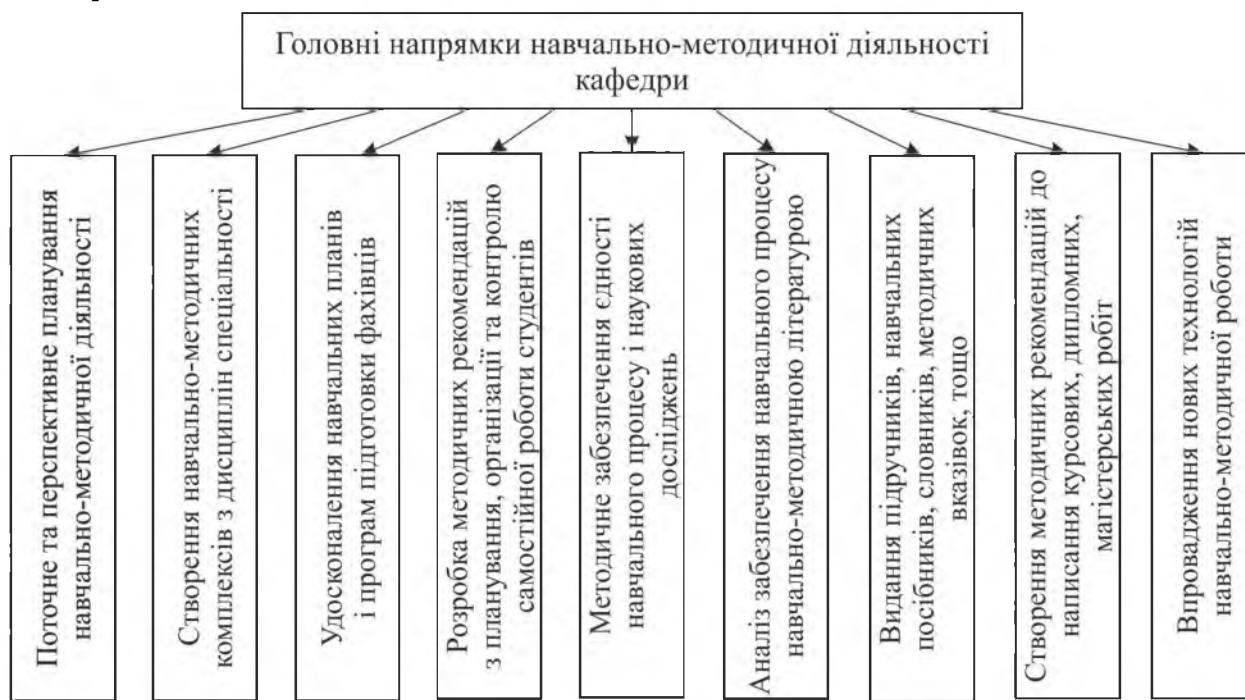 Головні напрямки навчально-методичної діяльності
кафедри
Поточне та перспективне планування
навчально-методичної діяльності
Створення навчально-методичних
комплексів з дисциплін спеціальності
Удосконалення навчальних планів
і програм підготовки фахівців
Розробка методичних рекомендацій
з планування, організації та контролю
самостійної роботи студентів
Методичне забезпечення єдності
навчального процесу і наукових
досліджень
Аналіз забезпечення навчального процесу
навчально-методичною літературою
Видання підручників, навчальних
посібників, словників, методичних
вказівок, тощо
Створення методичних рекомендацій до
написання курсових, дипломних,
магістерських робіт
Впровадження нових технологій
навчально-методичної роботи